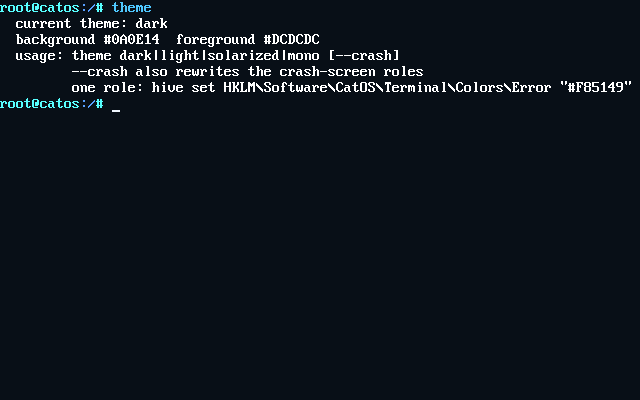 root@catos:/# theme
current theme: dark
background #0A0E14  foreground #DCDCDC
usage: theme dark|light|solarized|mono [--crash]
--crash also rewrites the crash-screen roles
one role: hive set HKLM\Software\CatOS\Terminal\Colors\Error "#F85149"
root@catos:/# _